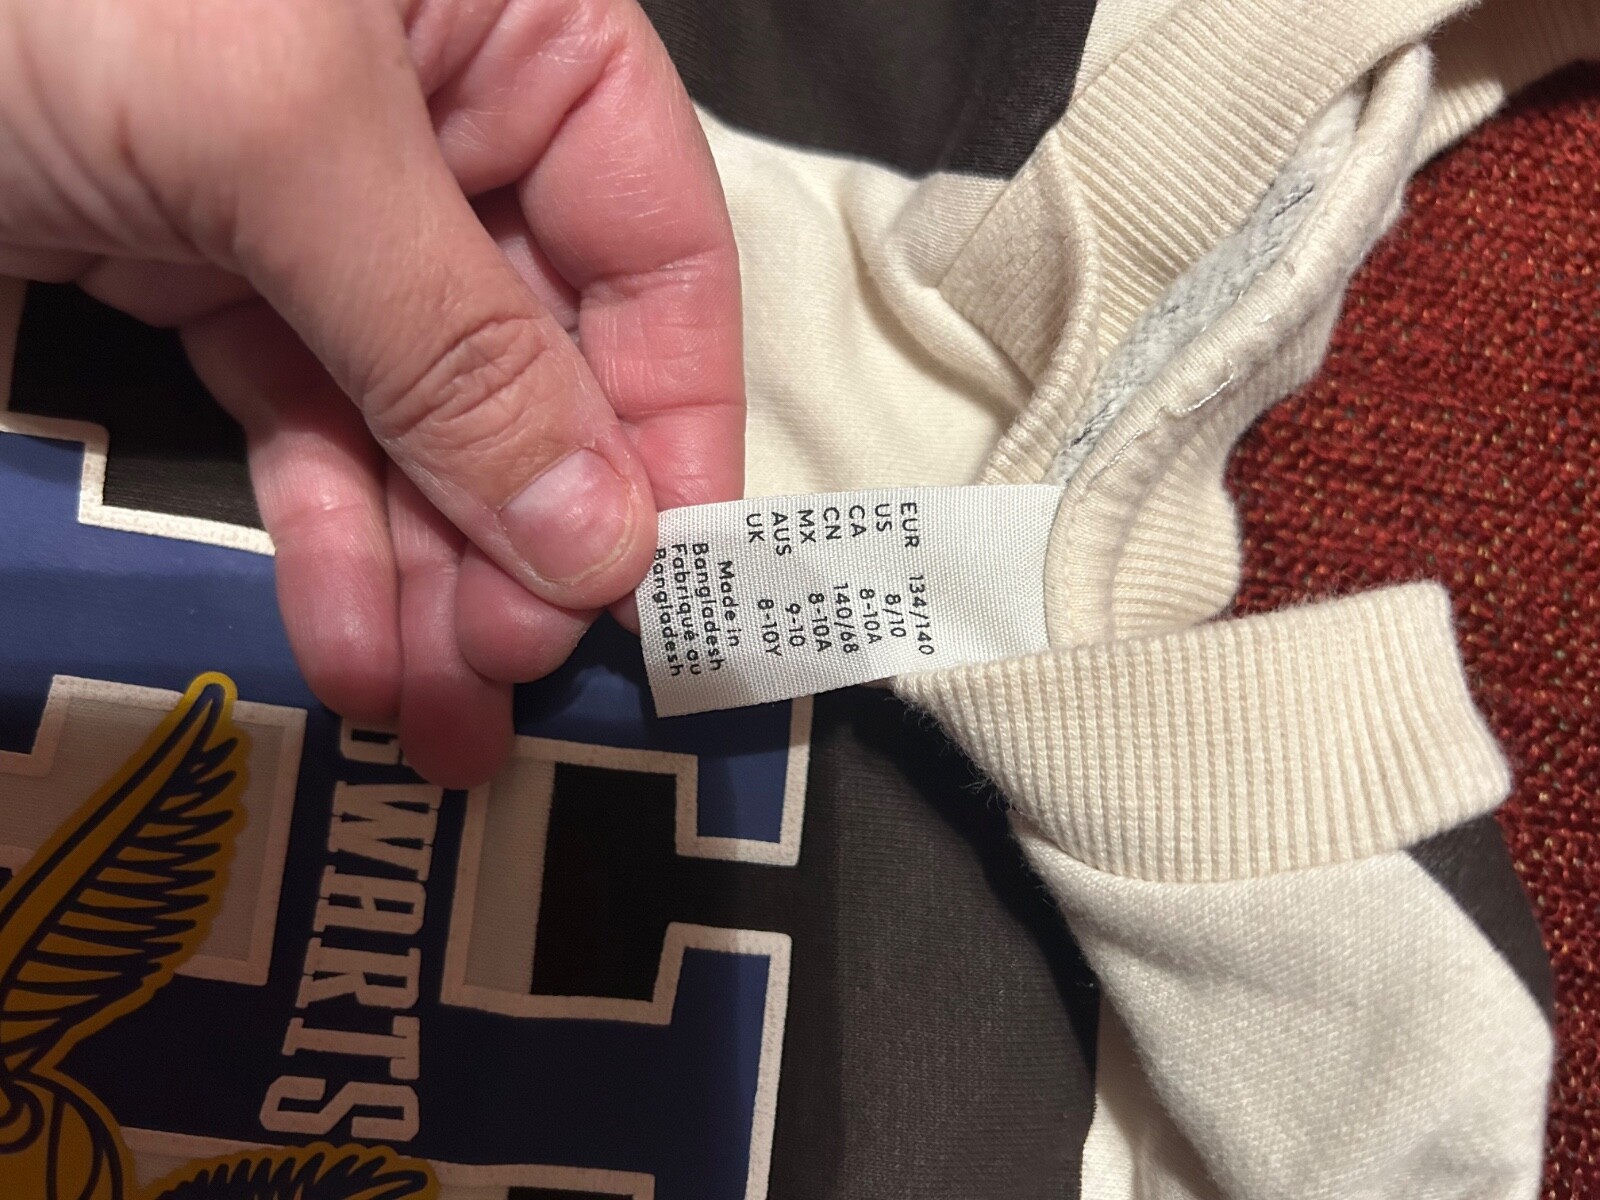 EUR 134/140
US 8/10
CA 8-10A
CN 140/68
MX 8-10A
AUS 9-10
UK 8-10Y
Made in
Bangladesh
Fabriqué au
Bangladesh
GWARTS